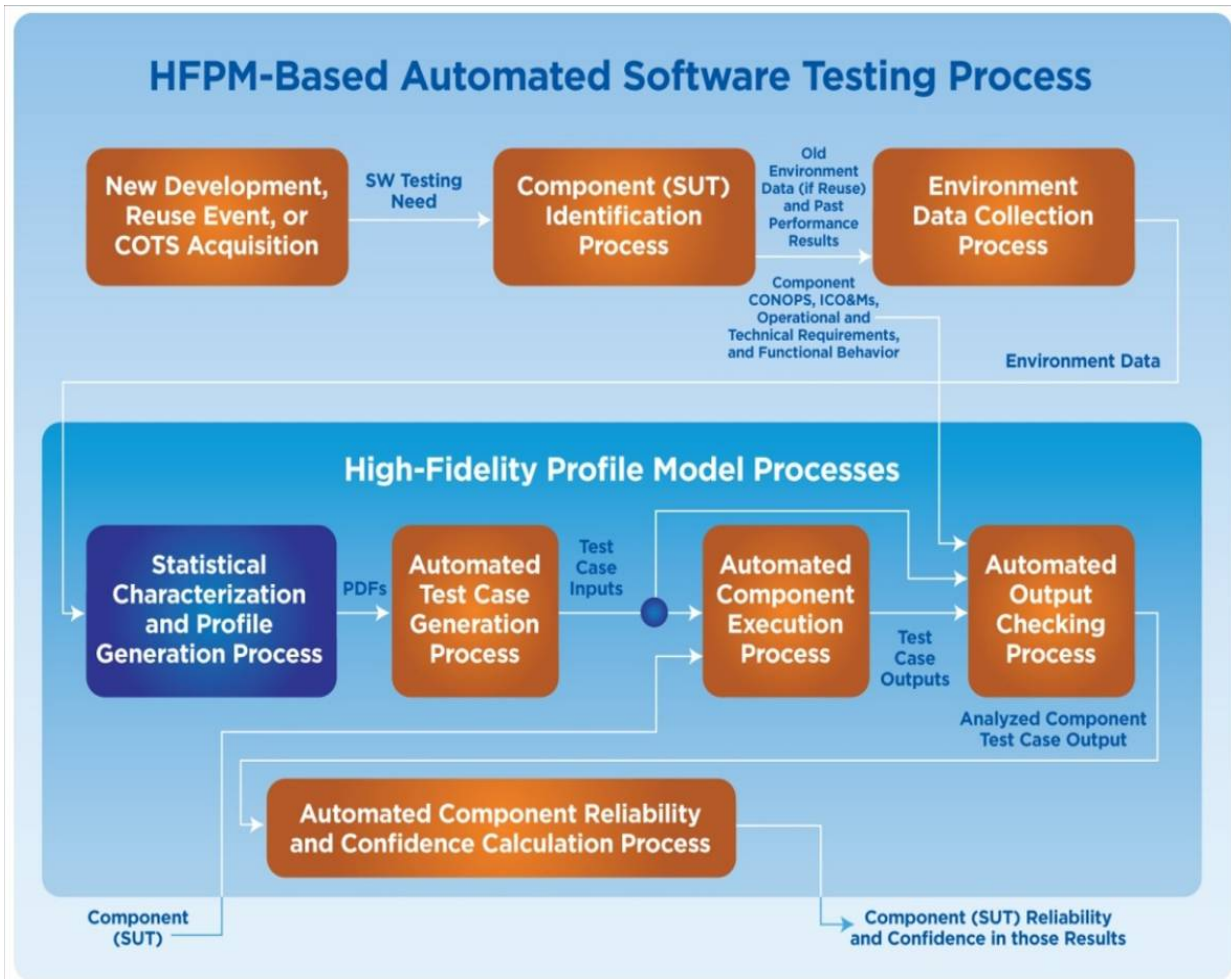 HFPM-Based Automated Software Testing Process
New Development,
Reuse Event, or
COTS Acquisition
SW Testing
Need
Component (SUT)
Identification
Process
Old
Environment
Data (if Reuse)
and Past
Performance
Results
Environment
Data Collection
Process
Component
CONOPS, ICO&Ms,
Operational and
Technical Requirements,
and Functional Behavior
Environment Data
High-Fidelity Profile Model Processes
Statistical
Characterization
and Profile
Generation Process
PDFs
Automated
Test Case
Generation
Process
Test
Case
Inputs
Automated
Component
Execution
Process
Test
Case
Outputs
Automated
Output
Checking
Process
Analyzed Component
Test Case Output
Automated Component Reliability
and Confidence Calculation Process
Component
(SUT)
Component (SUT) Reliability
and Confidence in those Results